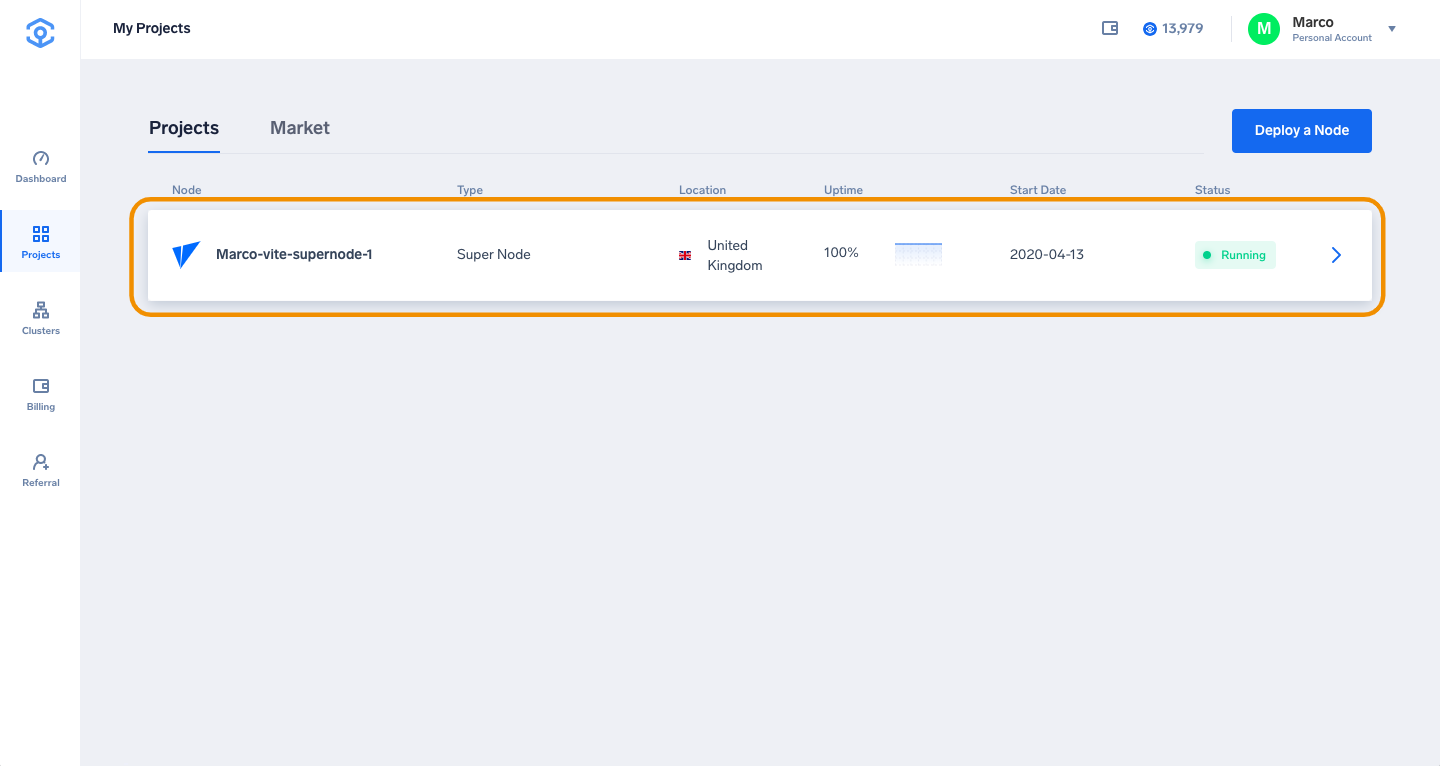 My Projects
13,979
M
Marco
Personal Account
Dashboard
Projects
Clusters
Billing
Referral
Projects
Market
Deploy a Node
Node
Type
Location
Uptime
Start Date
Status
Marco-vite-supernode-1
Super Node
United
Kingdom
100%
2020-04-13
Running